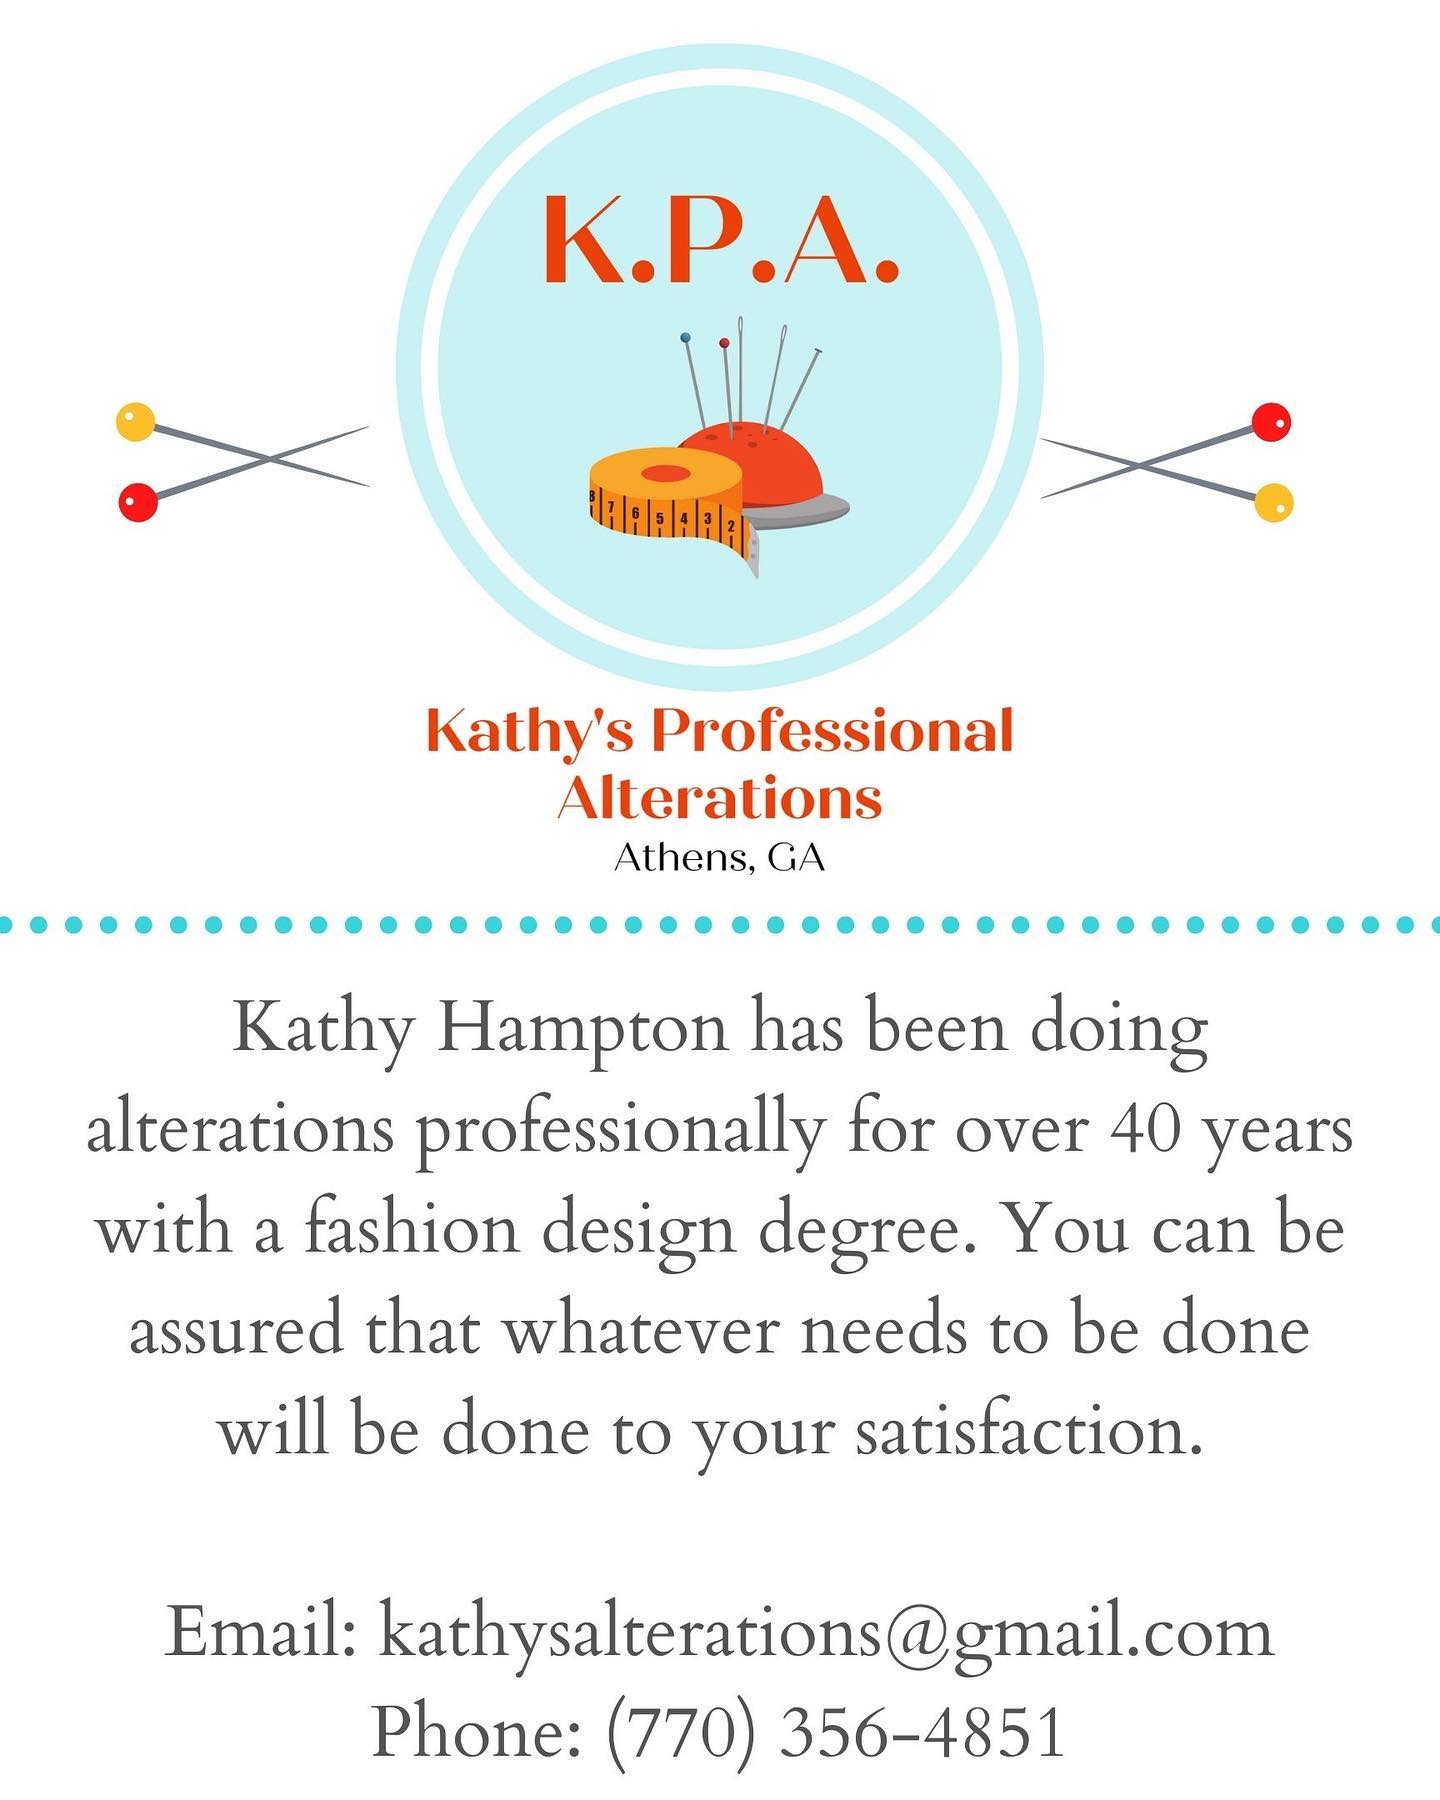 K.P.A.
8 7 6 5 4 3 2
Kathy's Professional
Alterations
Athens, GA
Kathy Hampton has been doing
alterations professionally for over 40 years
with a fashion design degree. You can be
assured that whatever needs to be done
will be done to your satisfaction.
Email: kathysalterations@gmail.com
Phone: (770) 356-4851